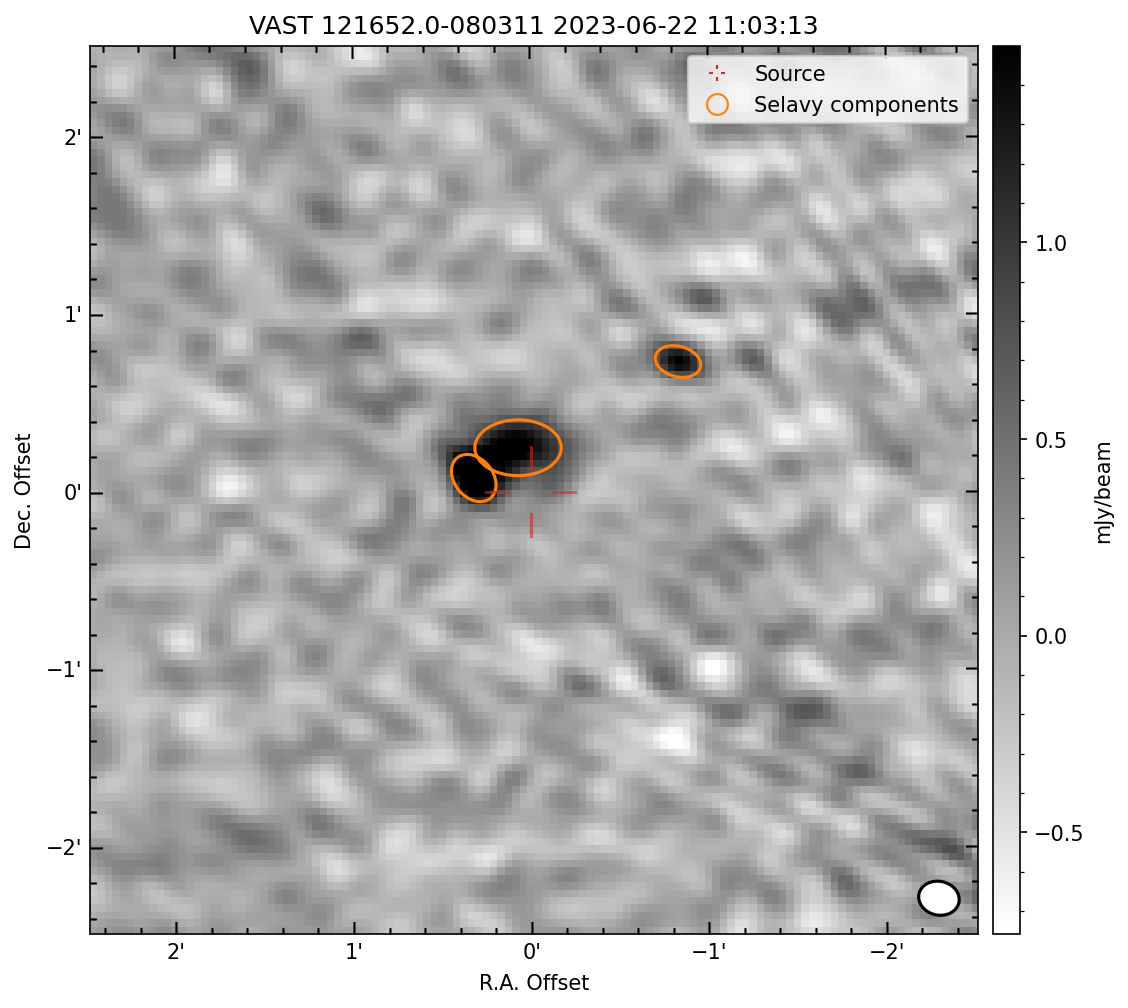 VAST 121652.0-080311 2023-06-22 11:03:13
Source
Selavy components
2'
1'
0'
−1'
−2'
Dec. Offset
2'
1'
0'
−1'
−2'
R.A. Offset
1.0
0.5
0.0
−0.5
mJy/beam